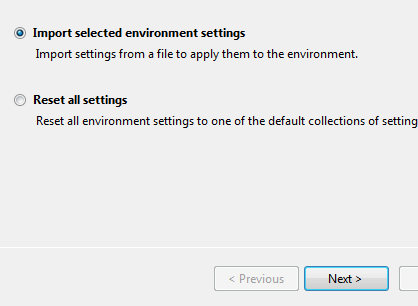 Import selected environment settings
Import settings from a file to apply them to the environment.
Reset all settings
Reset all environment settings to one of the default collections of setting
< Previous
Next >